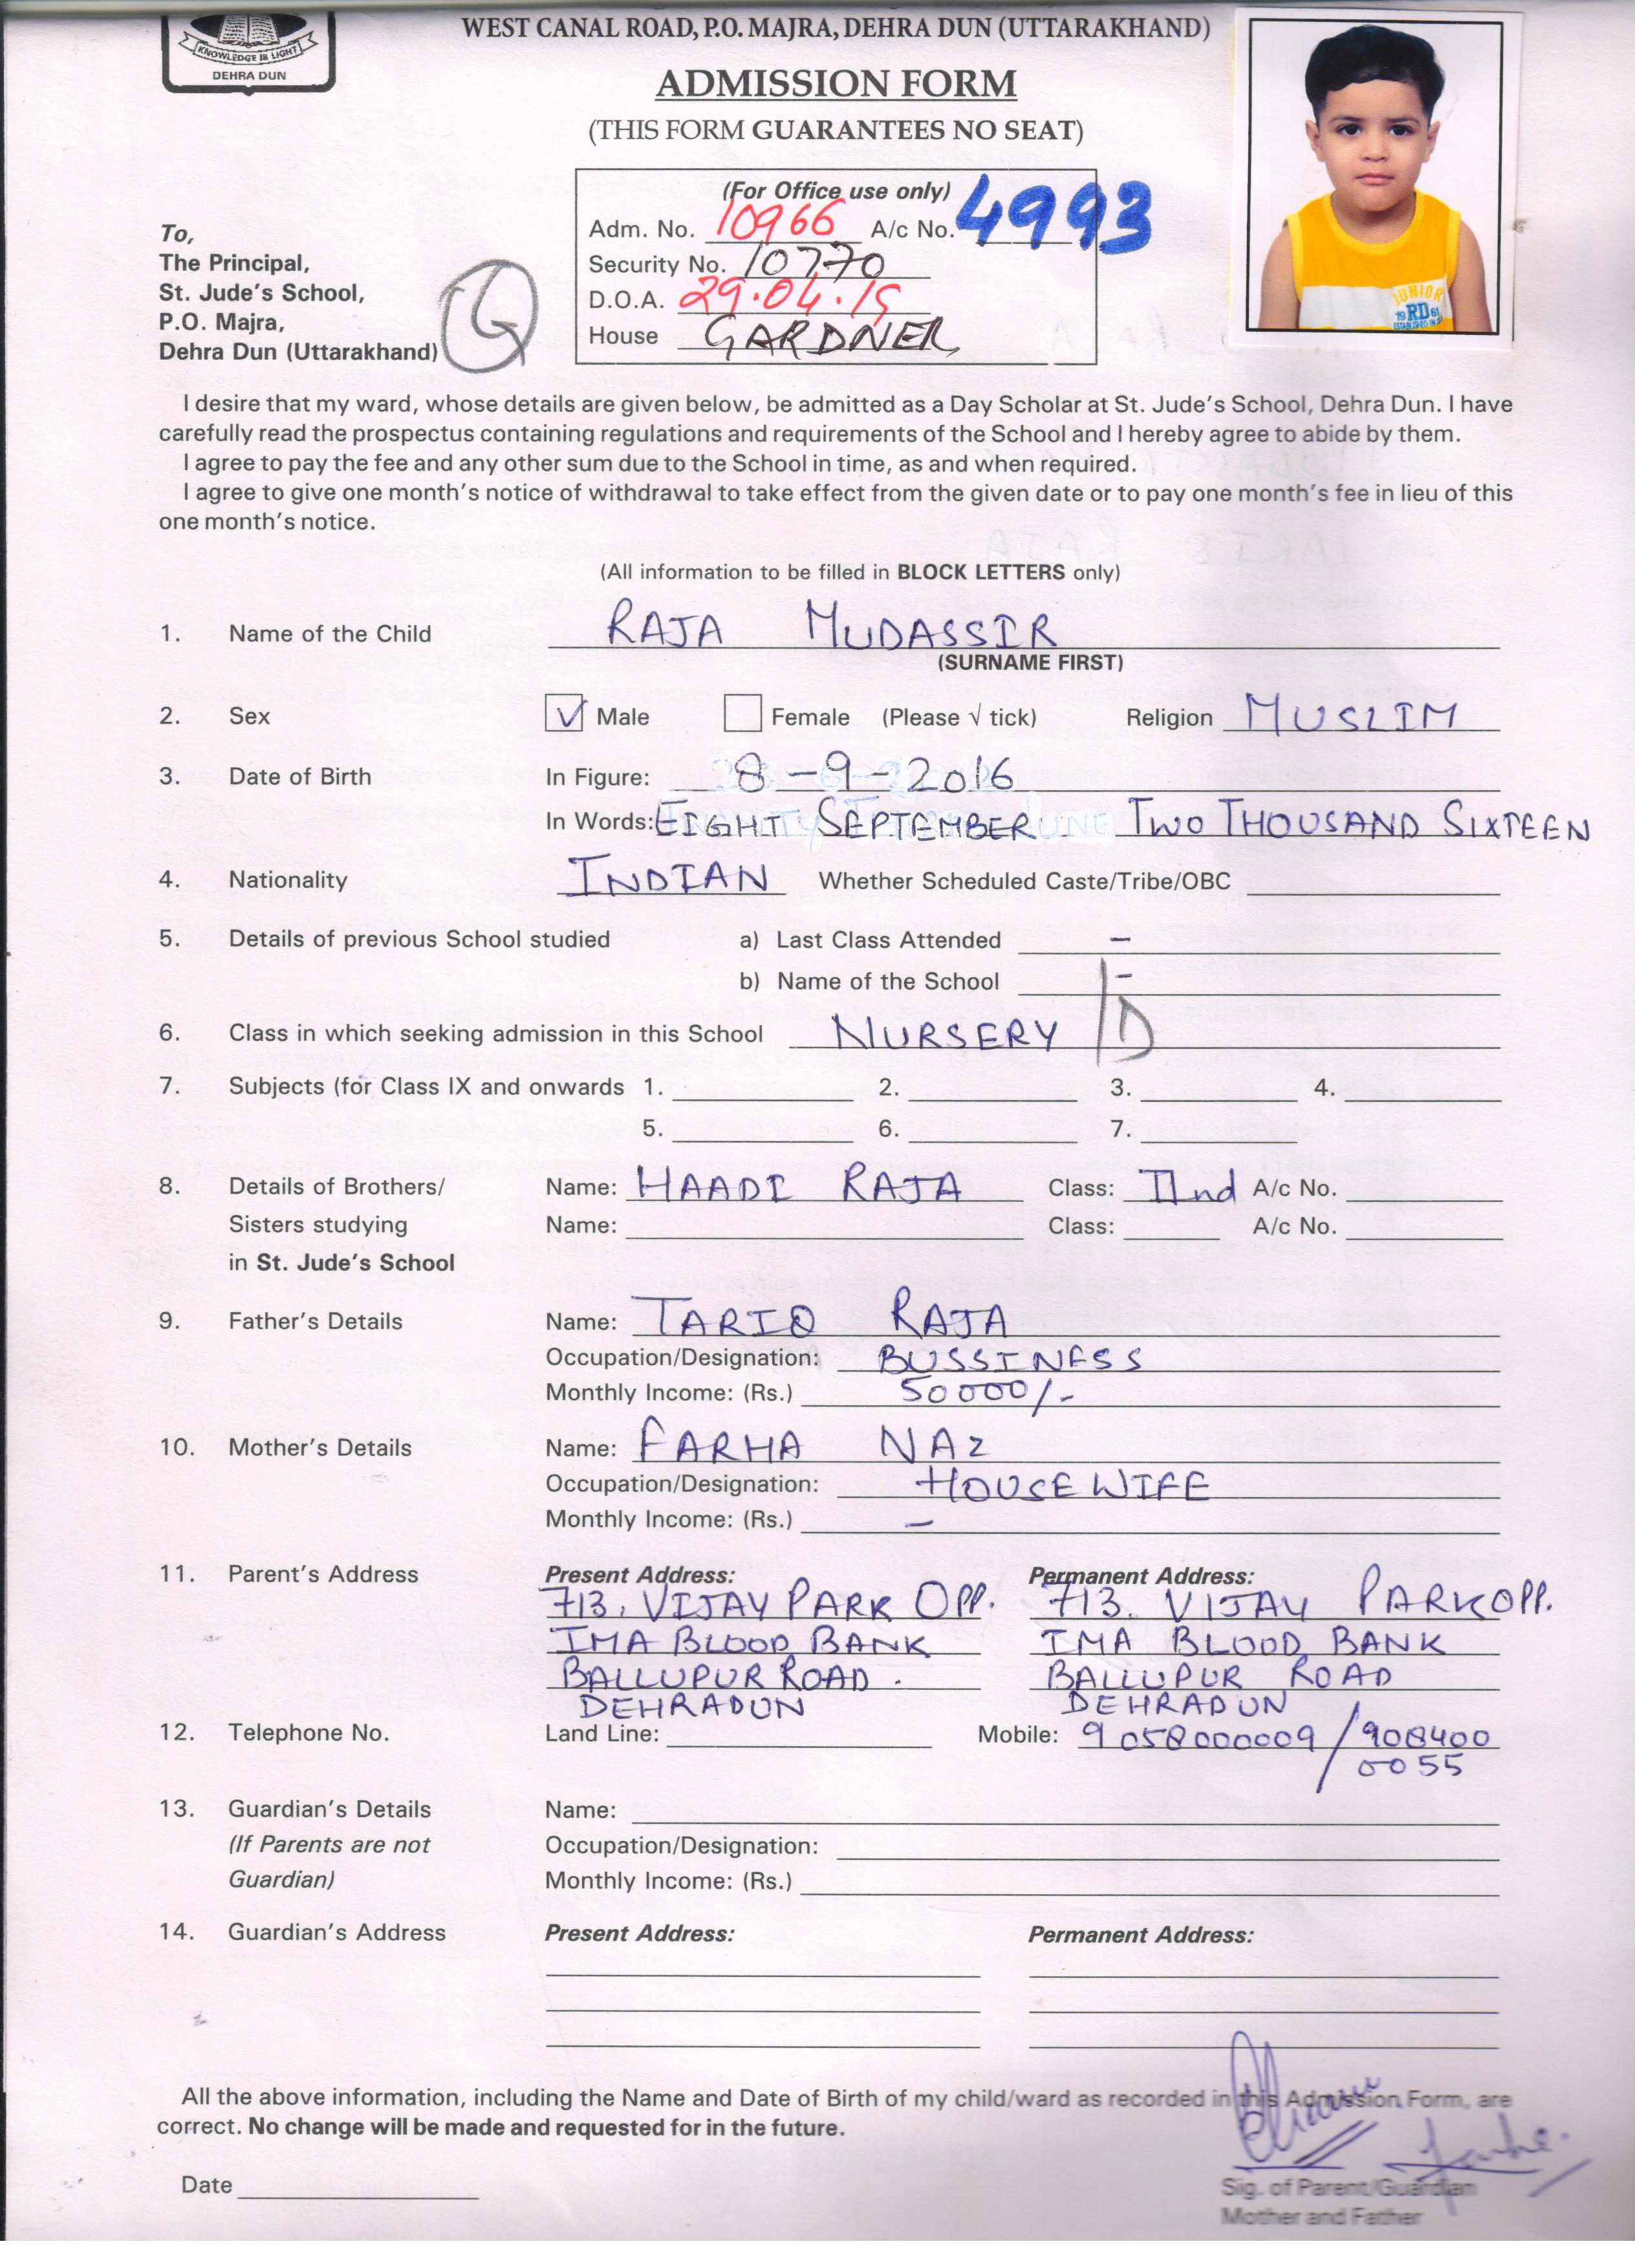 KNOWLEDGE IS LIGHT
DEHRA DUN
WEST CANAL ROAD, P.O. MAJRA, DEHRA DUN (UTTARAKHAND)
ADMISSION FORM
(THIS FORM GUARANTEES NO SEAT)
(For Office use only)
Adm. No. 10966 A/c No. 4993
Security No. 10770
D.O.A. 29.04.19
House GARDNER
To,
The Principal,
St. Jude's School,
P.O. Majra,
Dehra Dun (Uttarakhand)
G
JUNIOR
19 RD 61
ESTABLISHED IN
I desire that my ward, whose details are given below, be admitted as a Day Scholar at St. Jude's School, Dehra Dun. I have
carefully read the prospectus containing regulations and requirements of the School and I hereby agree to abide by them.
I agree to pay the fee and any other sum due to the School in time, as and when required.
I agree to give one month's notice of withdrawal to take effect from the given date or to pay one month's fee in lieu of this
one month's notice.
(All information to be filled in BLOCK LETTERS only)
1. Name of the Child RAJA MUDASSIR
(SURNAME FIRST)
2. Sex √ Male Female (Please √ tick) Religion MUSLIM
3. Date of Birth In Figure: 8-9-2016
In Words: EIGHT SEPTEMBER TWO THOUSAND SIXTEEN
4. Nationality INDIAN Whether Scheduled Caste/Tribe/OBC
5. Details of previous School studied a) Last Class Attended -
b) Name of the School -
6. Class in which seeking admission in this School NURSERY /D
7. Subjects (for Class IX and onwards 1. 2. 3. 4.
5. 6. 7.
8. Details of Brothers/ Name: HAADI RAJA Class: IInd A/c No.
Sisters studying Name: Class: A/c No.
in St. Jude's School
9. Father's Details Name: TARIQ RAJA
Occupation/Designation: BUSSINESS
Monthly Income: (Rs.) 50000/-
10. Mother's Details Name: FARHA NAZ
Occupation/Designation: HOUSE WIFE
Monthly Income: (Rs.) -
11. Parent's Address Present Address: Permanent Address:
713, VIJAY PARK OPP. 713. VIJAY PARK OPP.
IMA BLOOD BANK IMA BLOOD BANK
BALLUPUR ROAD. BALLUPUR ROAD
DEHRADUN DEHRADUN
12. Telephone No. Land Line: Mobile: 9058000009/908400
0055
13. Guardian's Details Name:
(If Parents are not Occupation/Designation:
Guardian) Monthly Income: (Rs.)
14. Guardian's Address Present Address: Permanent Address:
All the above information, including the Name and Date of Birth of my child/ward as recorded in this Admission Form, are
correct. No change will be made and requested for in the future.
Date
Sig. of Parent/Guardian
Mother and Father